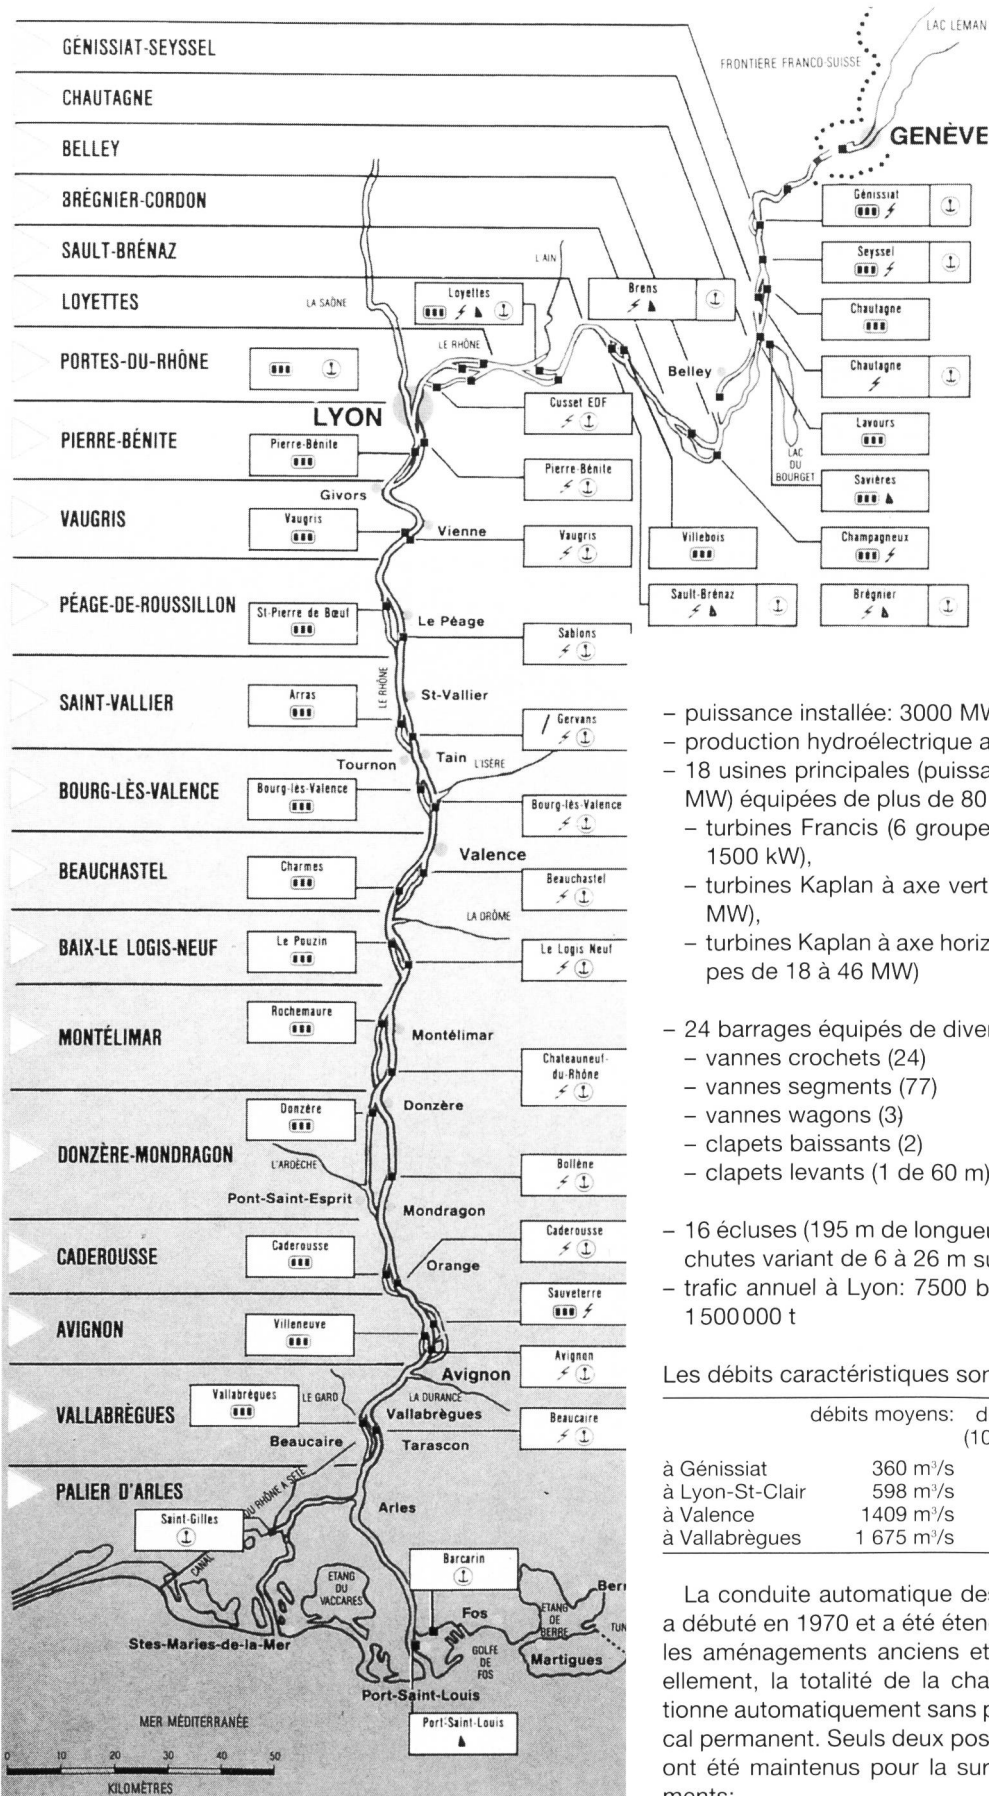 GÉNISSIAT-SEYSSEL
CHAUTAGNE
BELLEY
BRÉGNIER-CORDON
SAULT-BRÉNAZ
LOYETTES
PORTES-DU-RHÔNE
PIERRE-BÉNITE
VAUGRIS
PÉAGE-DE-ROUSSILLON
SAINT-VALLIER
BOURG-LÈS-VALENCE
BEAUCHASTEL
BAIX-LE LOGIS-NEUF
MONTÉLIMAR
DONZÈRE-MONDRAGON
CADEROUSSE
AVIGNON
VALLABRÈGUES
PALIER D'ARLES
LAC LEMAN
FRONTIERE FRANCO-SUISSE
GENÈVE
Génissiat
Seyssel
Chautagne
Chautagne
Lavours
Savières
Champagneux
Brégnier
LAC
DU
BOURGET
Belley
Brens
Villebois
Sault-Brénaz
L'AIN
Loyettes
LA SAÔNE
LE RHÔNE
LYON
Cusset EDF
Pierre-Bénite
Pierre-Bénite
Givors
Vaugris
Vienne
Vaugris
St-Pierre de Bœuf
Le Péage
Sablons
LE RHÔNE
Arras
St-Vallier
Gervans
Tain
Tournon
L'ISÈRE
Bourg-lès-Valence
Bourg-lès-Valence
Valence
Charmes
Beauchastel
LA DRÔME
Le Pouzin
Le Logis Neuf
Rochemaure
Montélimar
Chateauneuf-
du-Rhône
Donzère
Donzère
L'ARDÈCHE
Bollène
Pont-Saint-Esprit
Mondragon
Caderousse
Caderousse
Orange
Sauveterre
Villeneuve
Avignon
Avignon
Vallabrègues
LE GARD
LA DURANCE
Vallabrègues
Beaucaire
Beaucaire
Tarascon
CANAL DU RHÔNE A SETE
Arles
Saint-Gilles
Barcarin
ETANG
DU
VACCARES
Fos
ETANG
DE
BERRE
Berr
TUN
Stes-Maries-de-la-Mer
GOLFE
DE
FOS
Martigues
Port-Saint-Louis
MER MÉDITERRANÉE
Port-Saint-Louis
0 10 20 30 40 50
KILOMÈTRES
– puissance installée: 3000 MW
– production hydroélectrique a
– 18 usines principales (puissa
MW) équipées de plus de 80
– turbines Francis (6 groupe
1500 kW),
– turbines Kaplan à axe vert
MW),
– turbines Kaplan à axe horiz
pes de 18 à 46 MW)
– 24 barrages équipés de diver
– vannes crochets (24)
– vannes segments (77)
– vannes wagons (3)
– clapets baissants (2)
– clapets levants (1 de 60 m)
– 16 écluses (195 m de longueu
chutes variant de 6 à 26 m su
– trafic annuel à Lyon: 7500 b
1 500 000 t
Les débits caractéristiques son
débits moyens: d
(10
à Génissiat 360 m³/s
à Lyon-St-Clair 598 m³/s
à Valence 1409 m³/s
à Vallabrègues 1 675 m³/s
La conduite automatique des
a débuté en 1970 et a été éten
les aménagements anciens et
ellement, la totalité de la cha
tionne automatiquement sans p
cal permanent. Seuls deux pos
ont été maintenus pour la sur
ments: